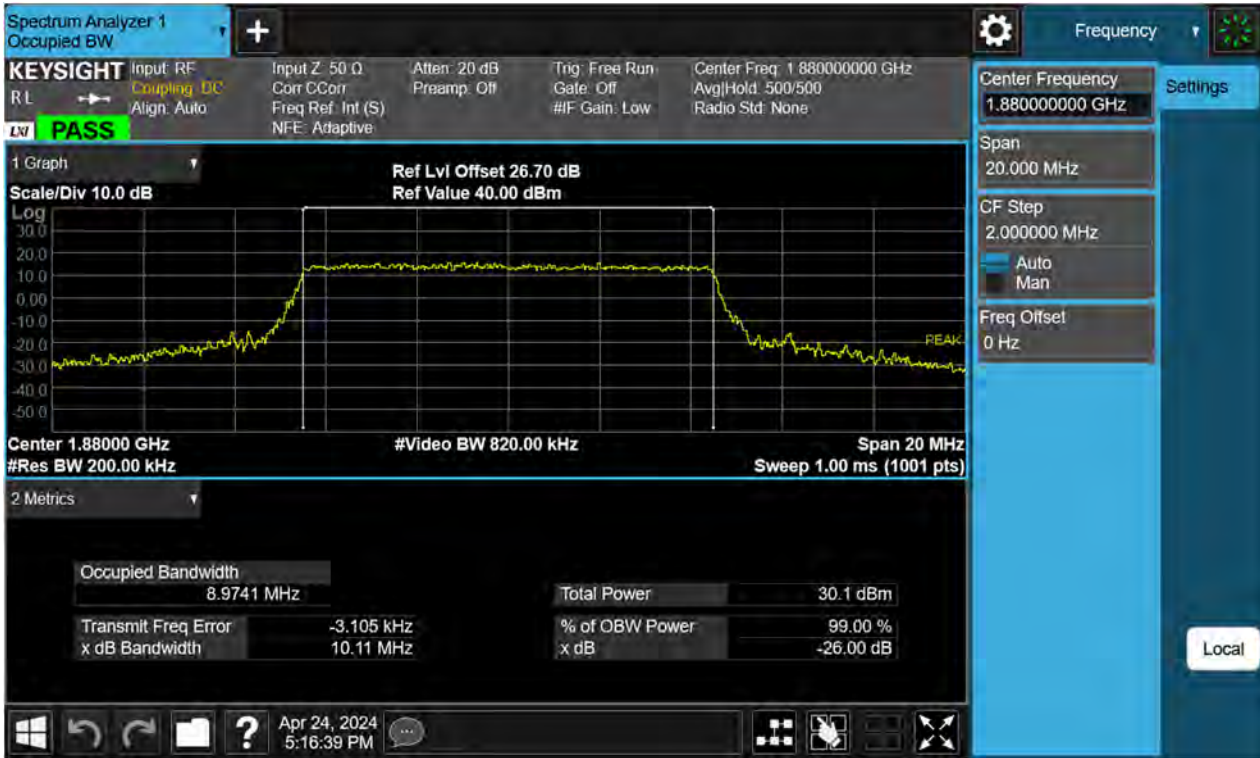 Spectrum Analyzer 1
Occupied BW
+
Frequency
KEYSIGHT
R L
LXI PASS
Input: RF
Coupling: DC
Align: Auto
Input Z: 50 Ω
Corr CCorr
Freq Ref: Int (S)
NFE: Adaptive
Atten: 20 dB
Preamp: Off
Trig: Free Run
Gate: Off
#IF Gain: Low
Center Freq: 1.880000000 GHz
Avg|Hold: 500/500
Radio Std: None
1 Graph
Scale/Div 10.0 dB
Ref Lvl Offset 26.70 dB
Ref Value 40.00 dBm
Log
30.0
20.0
10.0
0.00
-10.0
-20.0
-30.0
-40.0
-50.0
PEAK
Center 1.88000 GHz
#Video BW 820.00 kHz
Span 20 MHz
#Res BW 200.00 kHz
Sweep 1.00 ms (1001 pts)
2 Metrics
Occupied Bandwidth
8.9741 MHz
Total Power 30.1 dBm
Transmit Freq Error -3.105 kHz
% of OBW Power 99.00 %
x dB Bandwidth 10.11 MHz
x dB -26.00 dB
?
Apr 24, 2024
5:16:39 PM
Center Frequency
1.880000000 GHz
Settings
Span
20.000 MHz
CF Step
2.000000 MHz
Auto
Man
Freq Offset
0 Hz
Local